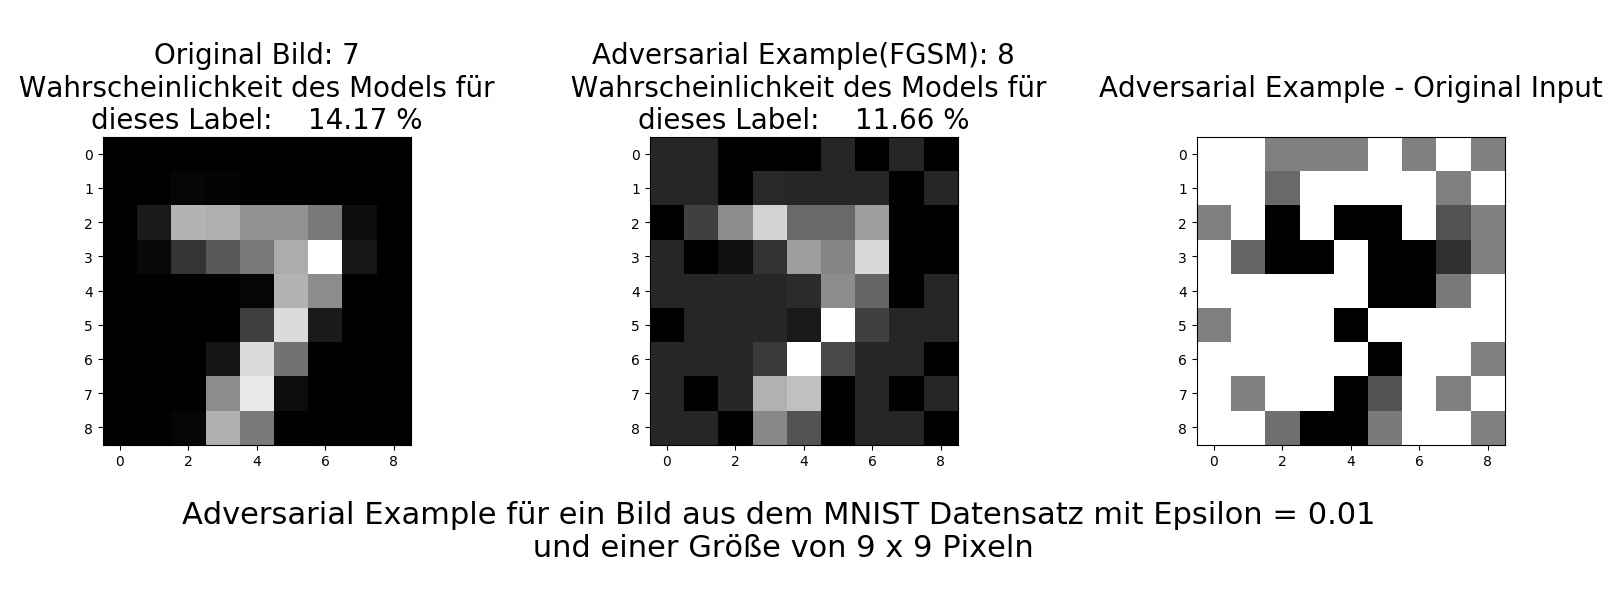 Original Bild: 7
Wahrscheinlichkeit des Models für
dieses Label: 14.17 %
Adversarial Example(FGSM): 8
Wahrscheinlichkeit des Models für
dieses Label: 11.66 %
Adversarial Example - Original Input
0
1
2
3
4
5
6
7
8
0 2 4 6 8
0
1
2
3
4
5
6
7
8
0 2 4 6 8
0
1
2
3
4
5
6
7
8
0 2 4 6 8
Adversarial Example für ein Bild aus dem MNIST Datensatz mit Epsilon = 0.01
und einer Größe von 9 x 9 Pixeln